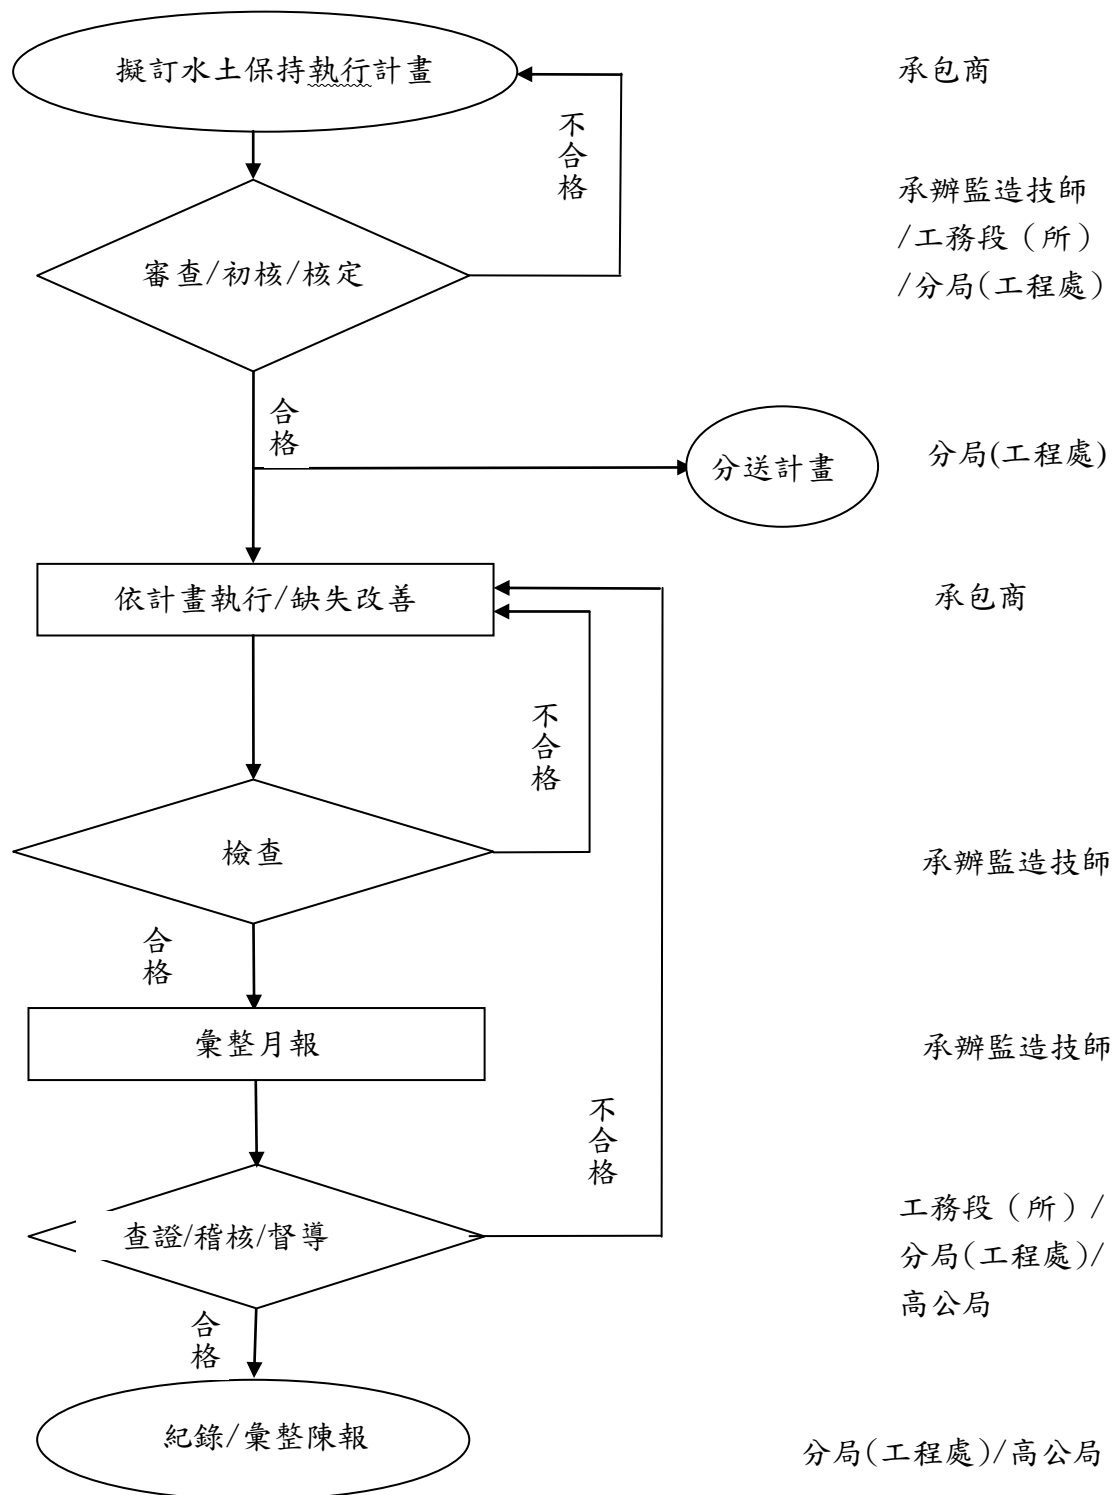 擬訂水土保持執行計畫
承包商
不合格
審查/初核/核定
承辦監造技師
/工務段（所）
/分局(工程處)
合格
分送計畫
分局(工程處)
依計畫執行/缺失改善
承包商
不合格
檢查
承辦監造技師
合格
彙整月報
承辦監造技師
不合格
查證/稽核/督導
工務段（所）/
分局(工程處)/
高公局
合格
紀錄/彙整陳報
分局(工程處)/高公局